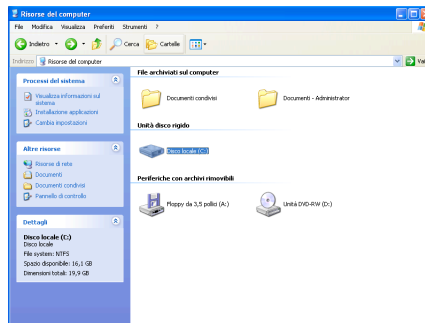 Risorse del computer
File Modifica Visualizza Preferiti Strumenti ?
Indietro Cerca Cartelle
Indirizzo Risorse del computer Vai
Processi del sistema
Visualizza informazioni sul
sistema
Installazione applicazioni
Cambia impostazioni
Altre risorse
Risorse di rete
Documenti
Documenti condivisi
Pannello di controllo
Dettagli
Disco locale (C:)
Disco locale
File system: NTFS
Spazio disponibile: 16,1 GB
Dimensioni totali: 19,9 GB
File archiviati sul computer
Documenti condivisi
Documenti - Administrator
Unità disco rigido
Disco locale (C:)
Periferiche con archivi rimovibili
Floppy da 3,5 pollici (A:)
Unità DVD-RW (D:)